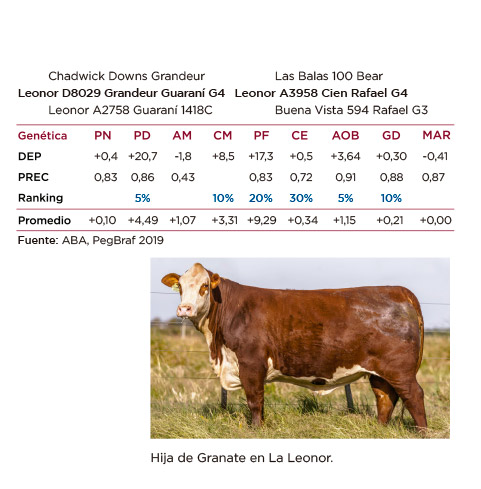 Chadwick Downs Grandeur Las Balas 100 Bear
Leonor D8029 Grandeur Guaraní G4 Leonor A3958 Cien Rafael G4
Leonor A2758 Guaraní 1418C Buena Vista 594 Rafael G3
Genética PN PD AM CM PF CE AOB GD MAR
DEP +0,4 +20,7 -1,8 +8,5 +17,3 +0,5 +3,64 +0,30 -0,41
PREC 0,83 0,86 0,43 0,83 0,72 0,91 0,88 0,87
Ranking 5% 10% 20% 30% 5% 10%
Promedio +0,10 +4,49 +1,07 +3,31 +9,29 +0,34 +1,15 +0,21 +0,00
Fuente: ABA, PegBraf 2019
Hija de Granate en La Leonor.